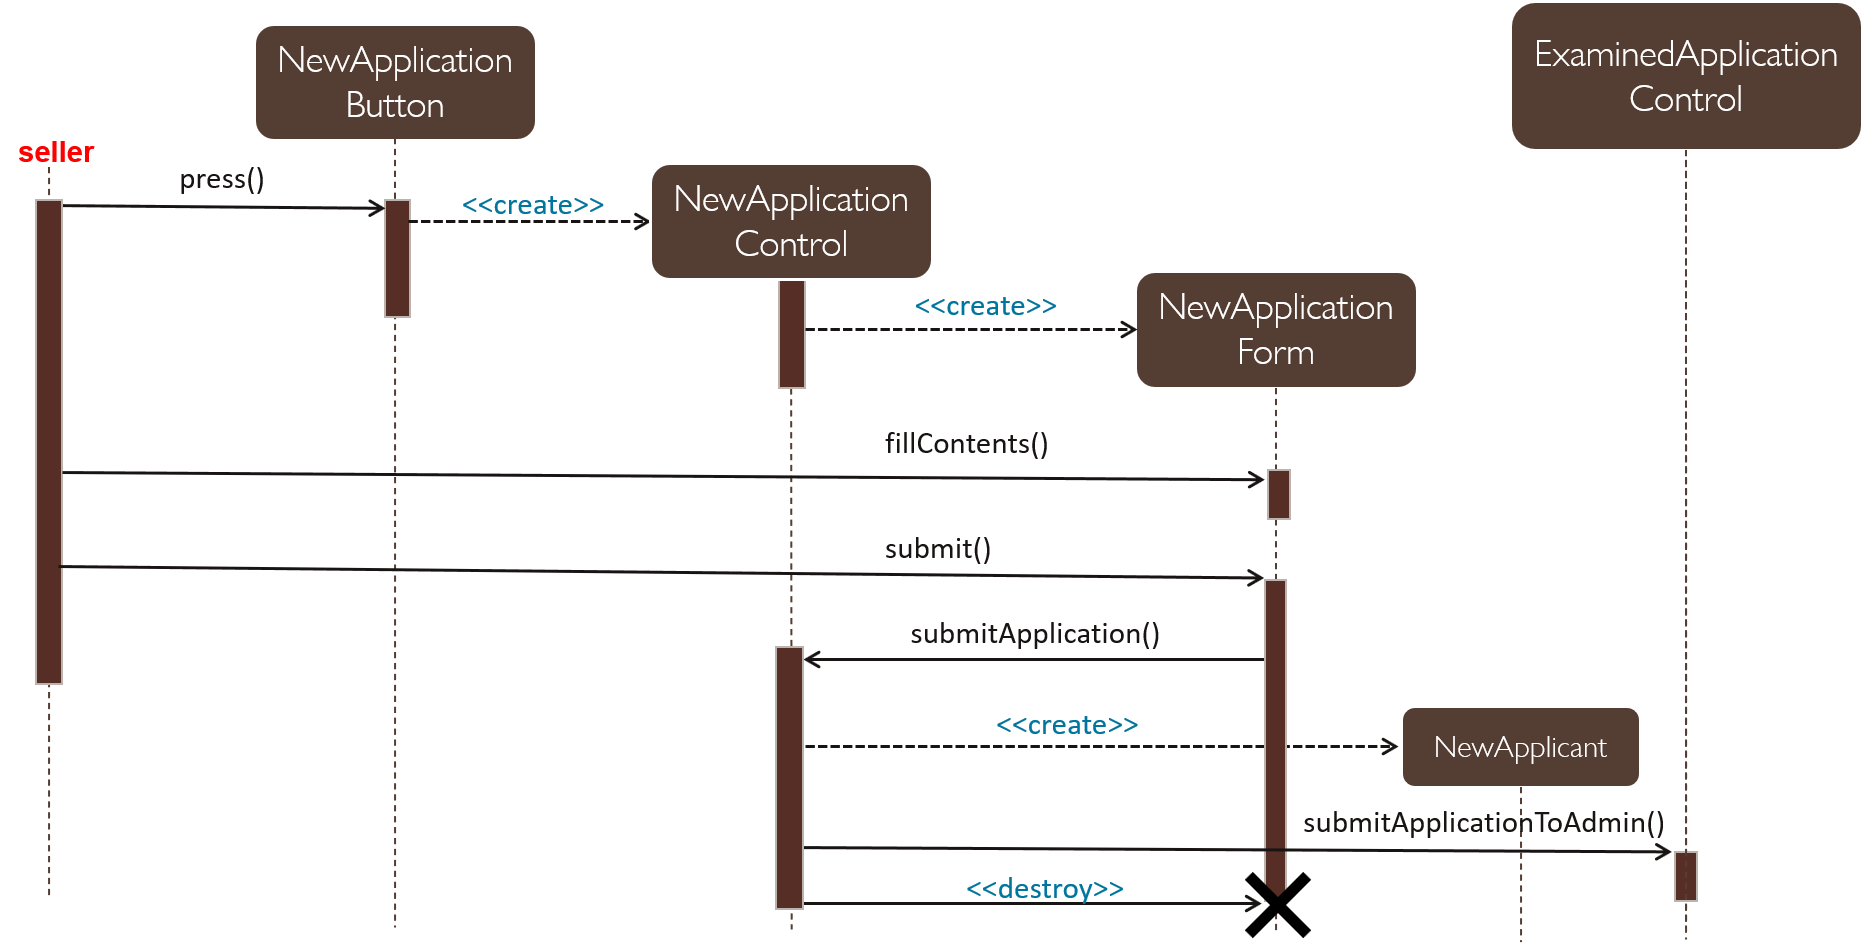 NewApplication
Button
ExaminedApplication
Control
seller
press()
<<create>>
NewApplication
Control
<<create>>
NewApplication
Form
fillContents()
submit()
submitApplication()
<<create>>
NewApplicant
submitApplicationToAdmin()
<<destroy>>